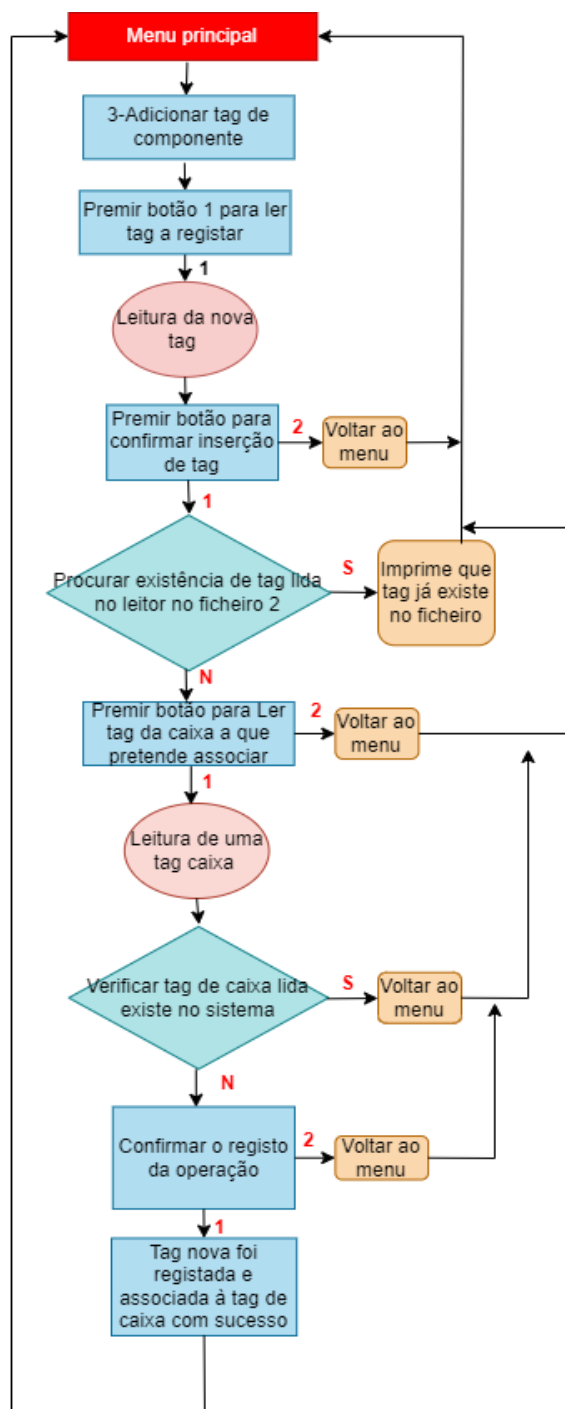 Menu principal
3-Adicionar tag de
componente
Premir botão 1 para ler
tag a registar
1
Leitura da nova
tag
Premir botão para
confirmar inserção
de tag
2
Voltar ao
menu
1
Procurar existência de tag lida
no leitor no ficheiro 2
S
Imprime que
tag já existe
no ficheiro
N
Premir botão para Ler
tag da caixa a que
pretende associar
2
Voltar ao
menu
1
Leitura de uma
tag caixa
Verificar tag de caixa lida
existe no sistema
S
Voltar ao
menu
N
Confirmar o registo
da operação
2
Voltar ao
menu
1
Tag nova foi
registada e
associada à tag de
caixa com sucesso